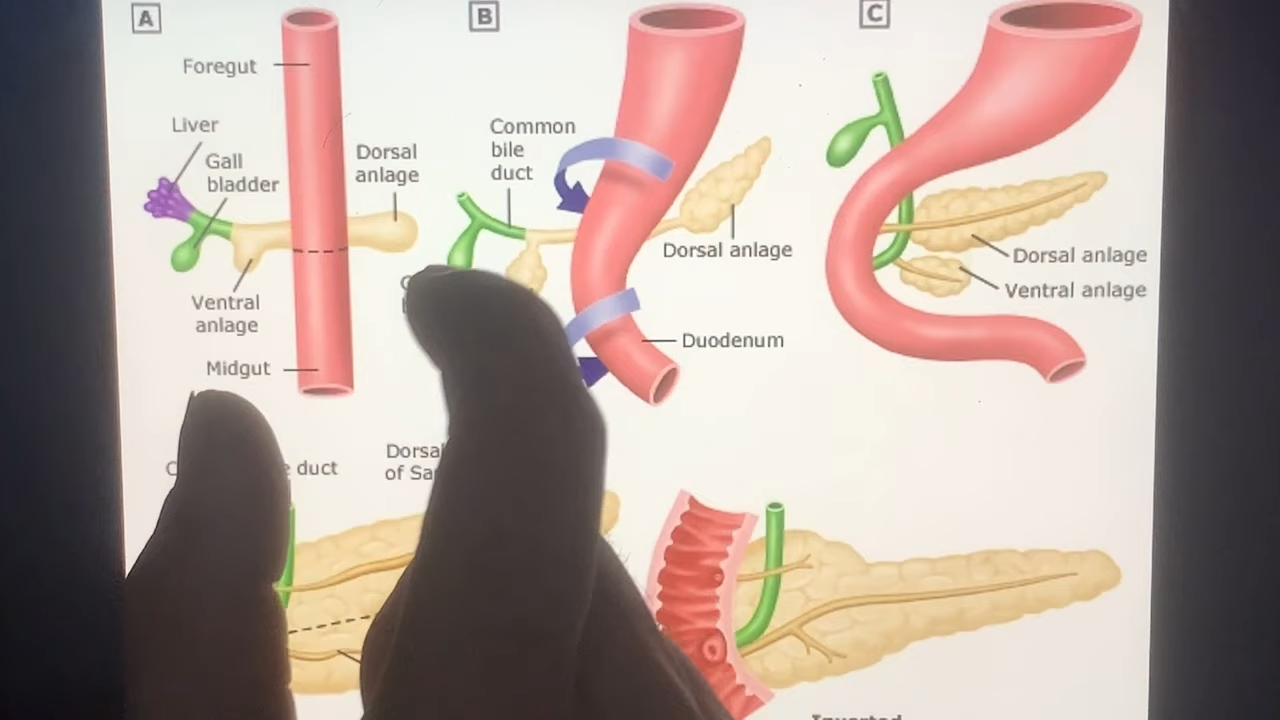 A
B
C
Foregut
Liver
Gall
bladder
Dorsal
anlage
Ventral
anlage
Midgut
Common
bile
duct
Dorsal anlage
Duodenum
Dorsal anlage
Ventral anlage
duct
Dorsal
of